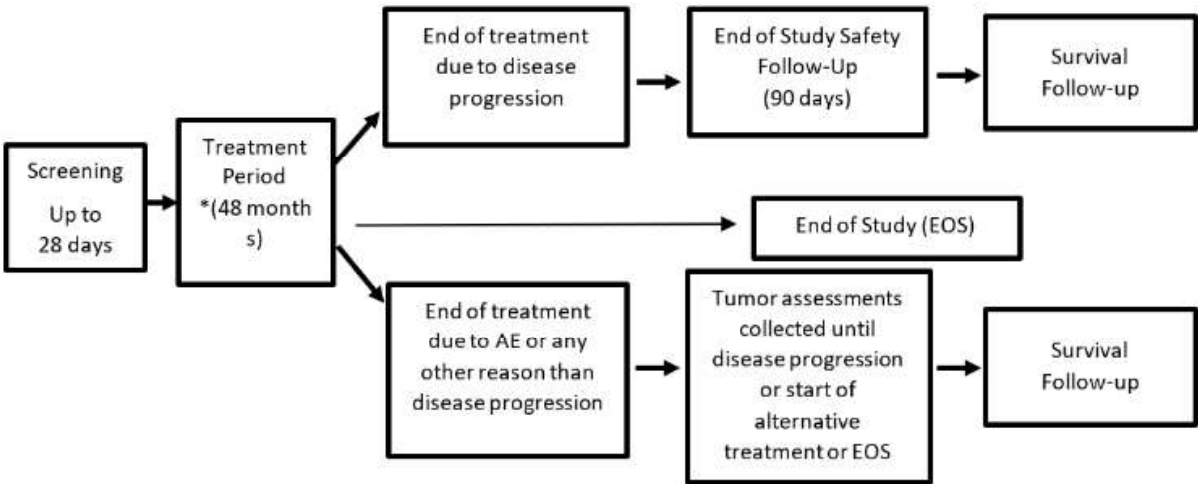 Screening
Up to
28 days
Treatment
Period
*(48 month
s)
End of treatment
due to disease
progression
End of Study Safety
Follow-Up
(90 days)
Survival
Follow-up
End of Study (EOS)
End of treatment
due to AE or any
other reason than
disease progression
Tumor assessments
collected until
disease progression
or start of
alternative
treatment or EOS
Survival
Follow-up